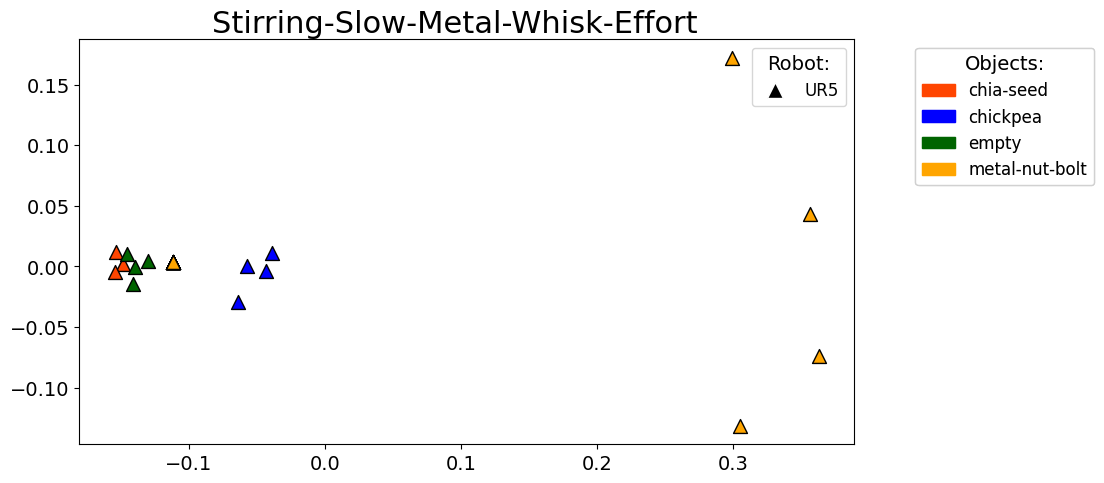 Stirring-Slow-Metal-Whisk-Effort
Robot:
UR5
Objects:
chia-seed
chickpea
empty
metal-nut-bolt
0.15
0.10
0.05
0.00
−0.05
−0.10
−0.1
0.0
0.1
0.2
0.3